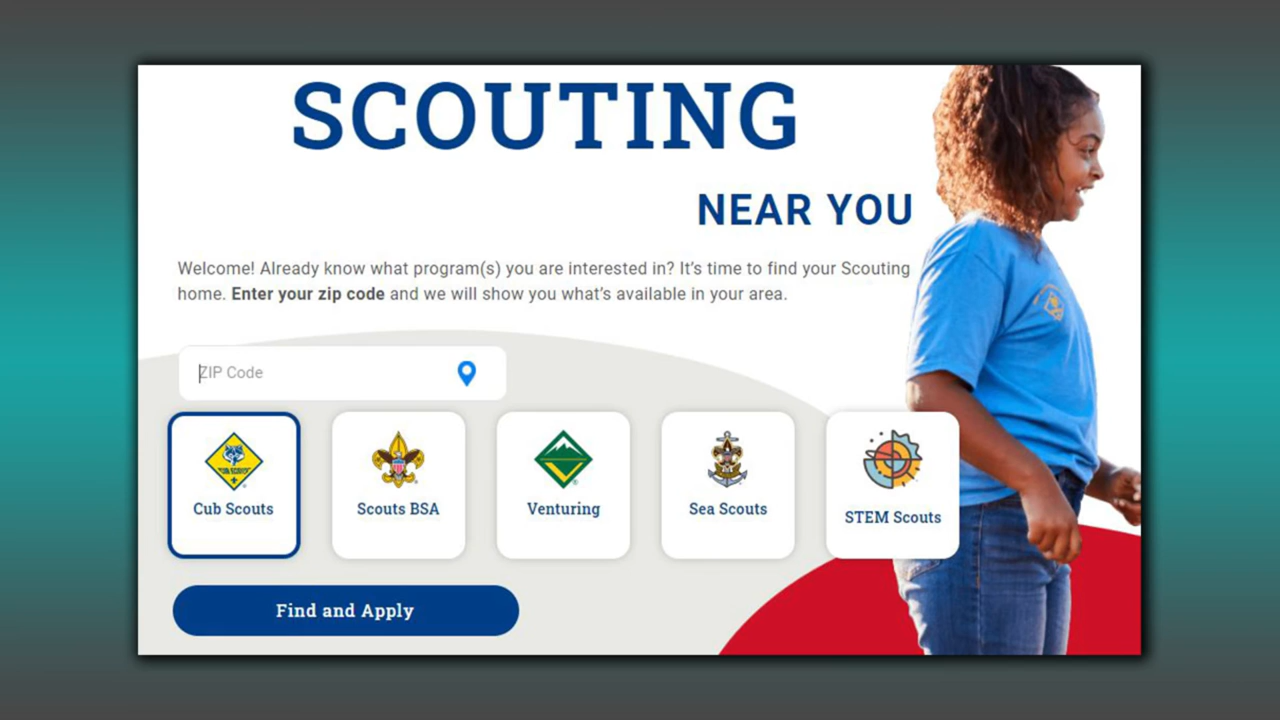 SCOUTING
NEAR YOU
Welcome! Already know what program(s) you are interested in? It’s time to find your Scouting
home. Enter your zip code and we will show you what’s available in your area.
ZIP Code
Cub Scouts
Scouts BSA
Venturing
Sea Scouts
STEM Scouts
Find and Apply